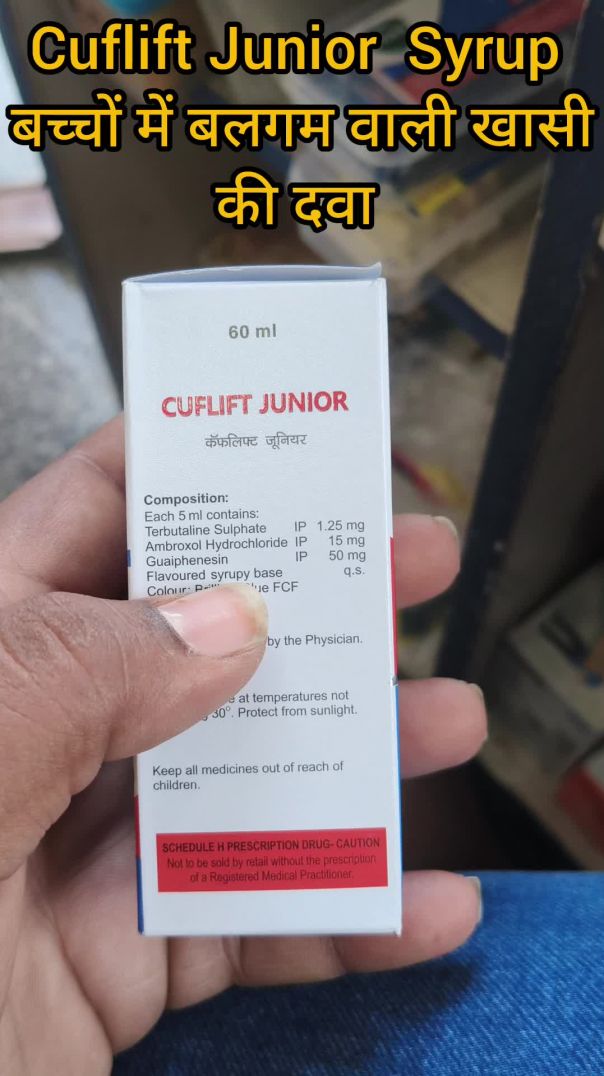 Cuflift Junior Syrup
बच्चों में बलगम वाली खासी
की दवा
60 ml
CUFLIFT JUNIOR
कॅफलिफ्ट जूनियर
Composition:
Each 5 ml contains:
Terbutaline Sulphate IP 1.25 mg
Ambroxol Hydrochloride IP 15 mg
Guaiphenesin IP 50 mg
Flavoured syrupy base q.s.
Colour: FCF
by the Physician.
at temperatures not
30°. Protect from sunlight.
Keep all medicines out of reach of
children.
SCHEDULE H PRESCRIPTION DRUG- CAUTION
Not to be sold by retail without the prescription
of a Registered Medical Practitioner.